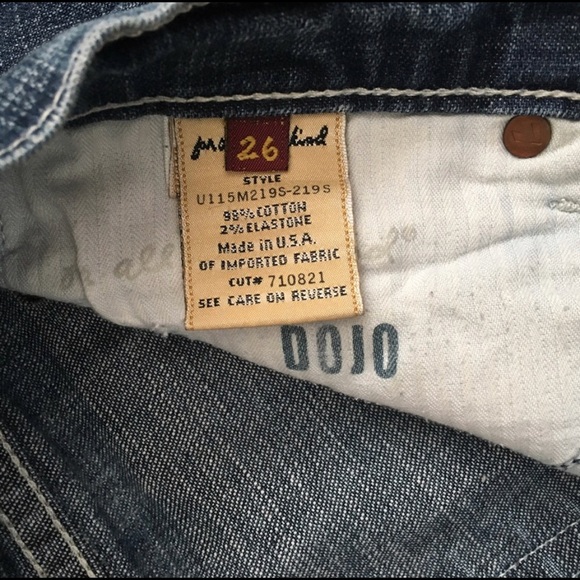 26
STYLE
U115M219S-219S
98% COTTON
2% ELASTONE
Made in U.S.A.
OF IMPORTED FABRIC
CUT# 710821
SEE CARE ON REVERSE
DOJO